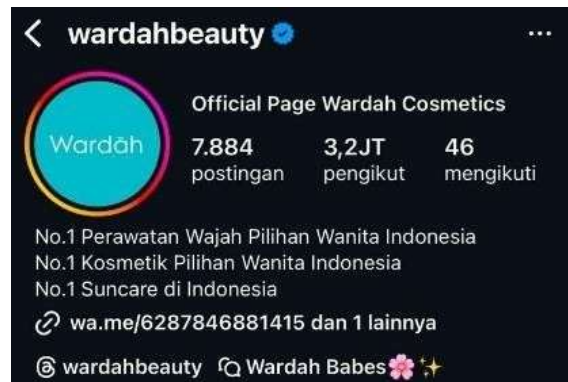 wardahbeauty
Wardah
Official Page Wardah Cosmetics
7.884 3,2JT 46
postingan pengikut mengikuti
No.1 Perawatan Wajah Pilihan Wanita Indonesia
No.1 Kosmetik Pilihan Wanita Indonesia
No.1 Suncare di Indonesia
wa.me/6287846881415 dan 1 lainnya
wardahbeauty Wardah Babes🌸✨